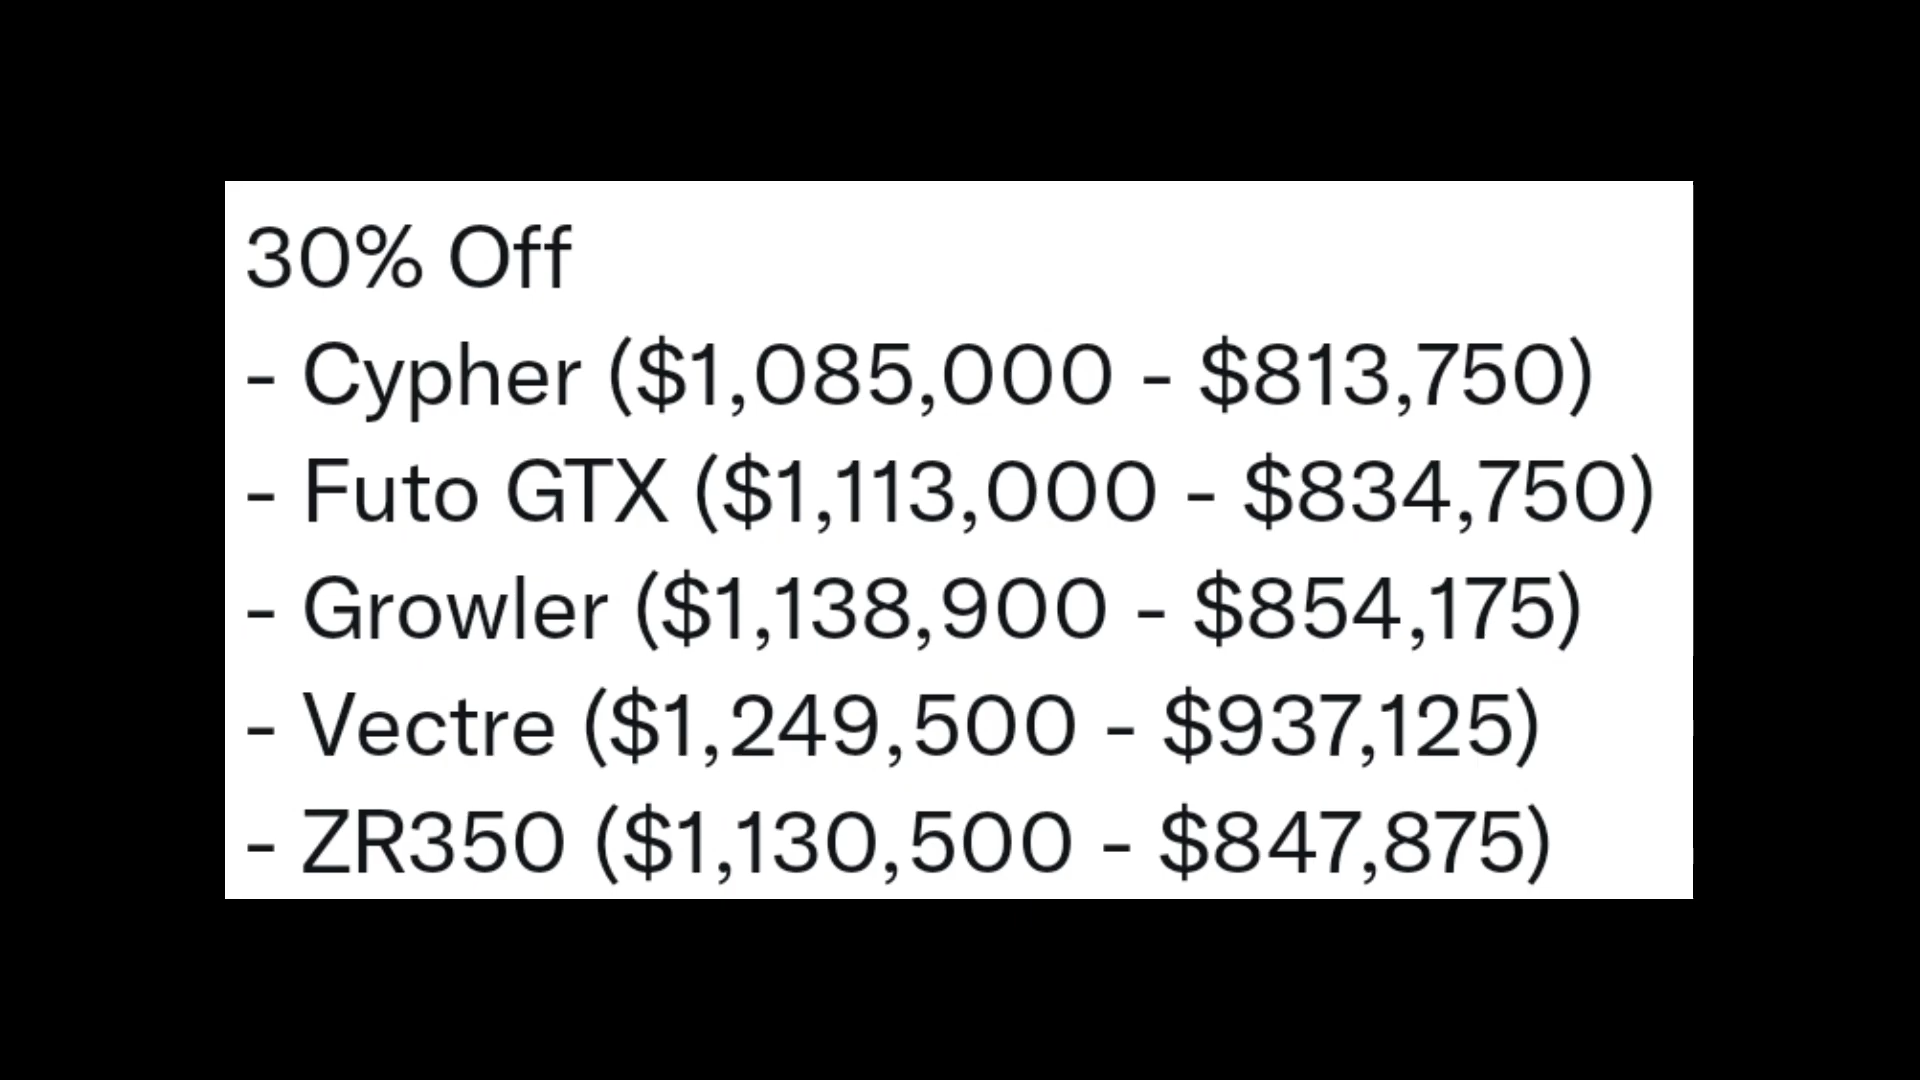 30% Off
- Cypher ($1,085,000 - $813,750)
- Futo GTX ($1,113,000 - $834,750)
- Growler ($1,138,900 - $854,175)
- Vectre ($1,249,500 - $937,125)
- ZR350 ($1,130,500 - $847,875)